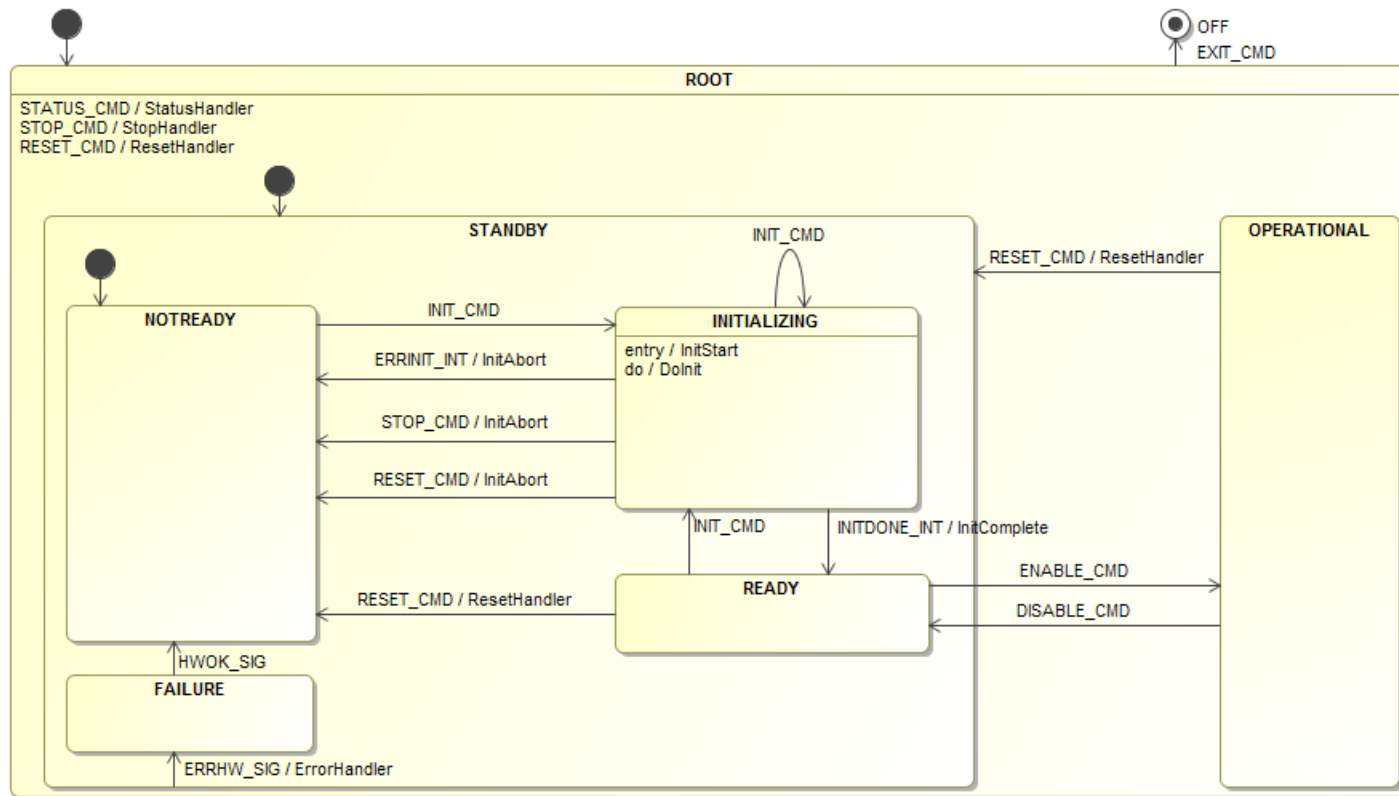 OFF
EXIT_CMD
ROOT
STATUS_CMD / StatusHandler
STOP_CMD / StopHandler
RESET_CMD / ResetHandler
STANDBY
OPERATIONAL
INIT_CMD
RESET_CMD / ResetHandler
NOTREADY
INIT_CMD
INITIALIZING
entry / InitStart
do / DoInit
ERRINIT_INT / InitAbort
STOP_CMD / InitAbort
RESET_CMD / InitAbort
INIT_CMD
INITDONE_INT / InitComplete
READY
ENABLE_CMD
RESET_CMD / ResetHandler
DISABLE_CMD
HWOK_SIG
FAILURE
ERRHW_SIG / ErrorHandler